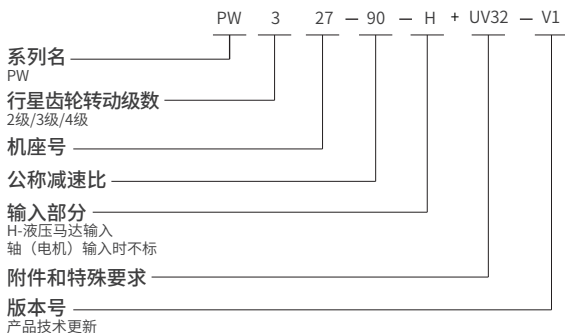 PW 3 27 － 90 － H + UV32 － V1
系列名
PW
行星齿轮转动级数
2级/3级/4级
机座号
公称减速比
输入部分
H-液压马达输入
轴（电机）输入时不标
附件和特殊要求
版本号
产品技术更新